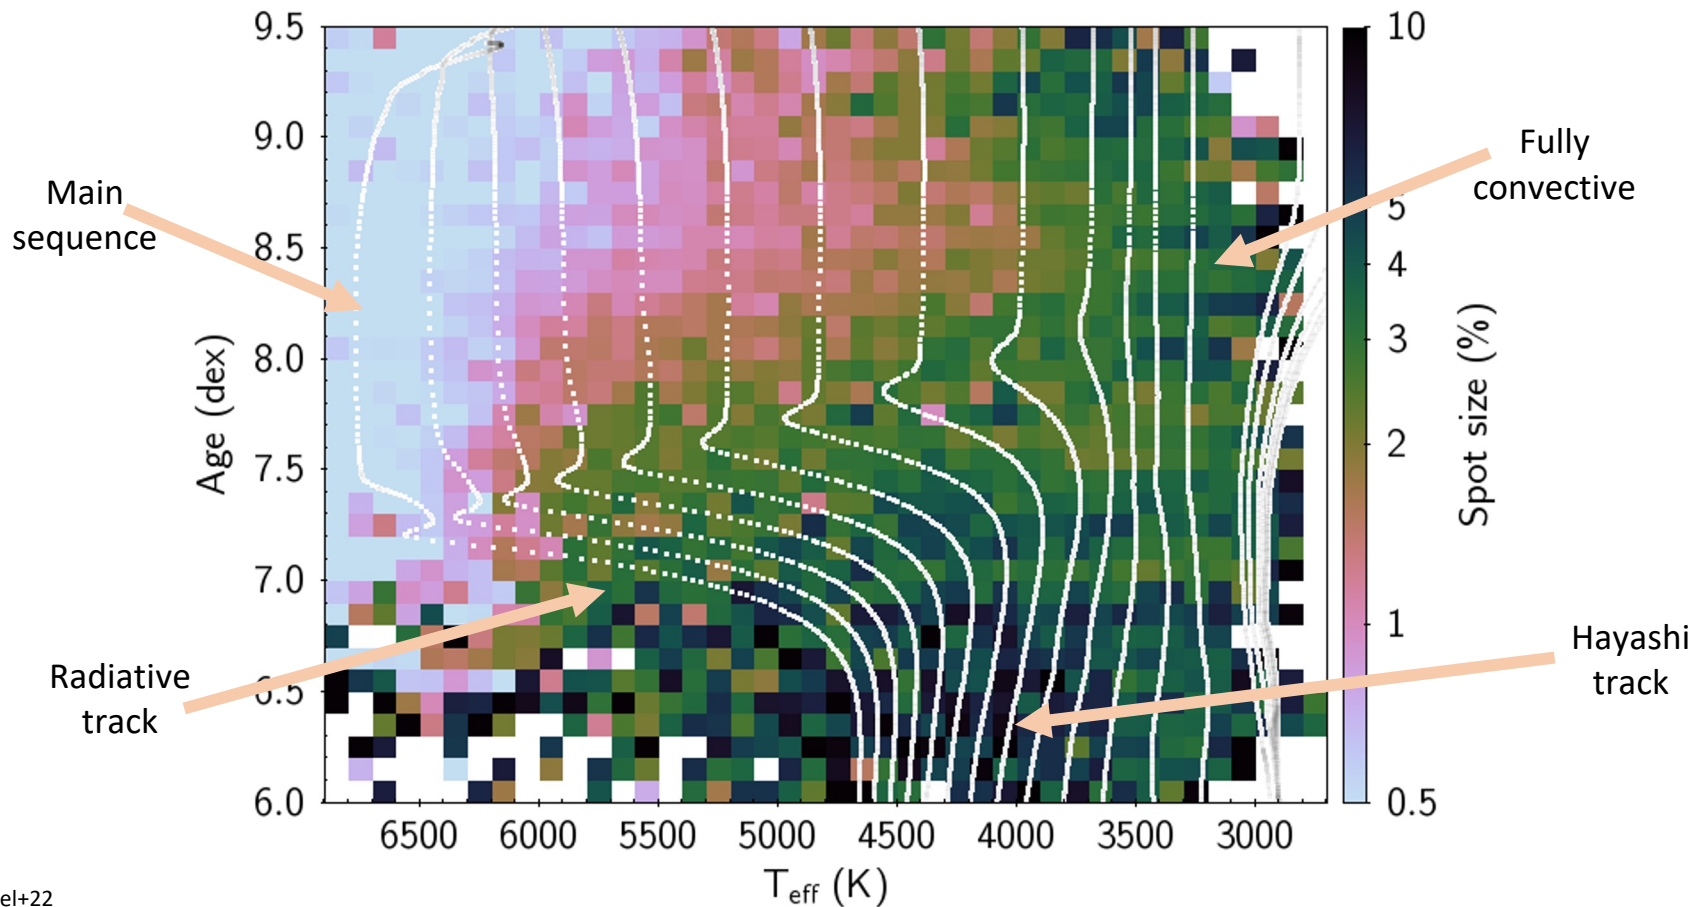 9.5
9.0
8.5
8.0
7.5
7.0
6.5
6.0
Age (dex)
6500 6000 5500 5000 4500 4000 3500 3000
Teff (K)
10
5
4
3
2
1
0.5
Spot size (%)
Main
sequence
Radiative
track
Fully
convective
Hayashi
track
el+22